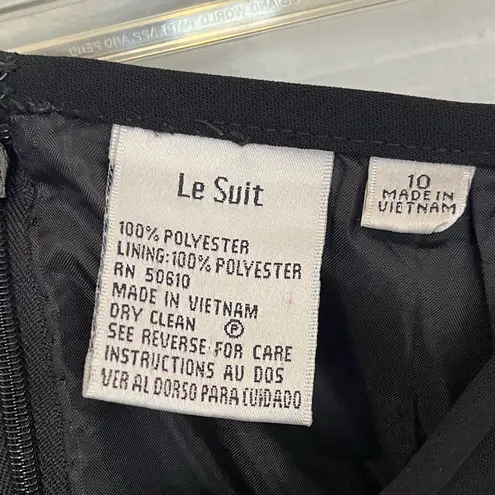 Le Suit
100% POLYESTER
LINING:100% POLYESTER
RN 50610
MADE IN VIETNAM
DRY CLEAN Ⓟ
SEE REVERSE FOR CARE
INSTRUCTIONS AU DOS
VER AL DORSO PARA CUIDADO
10
MADE IN
VIETNAM